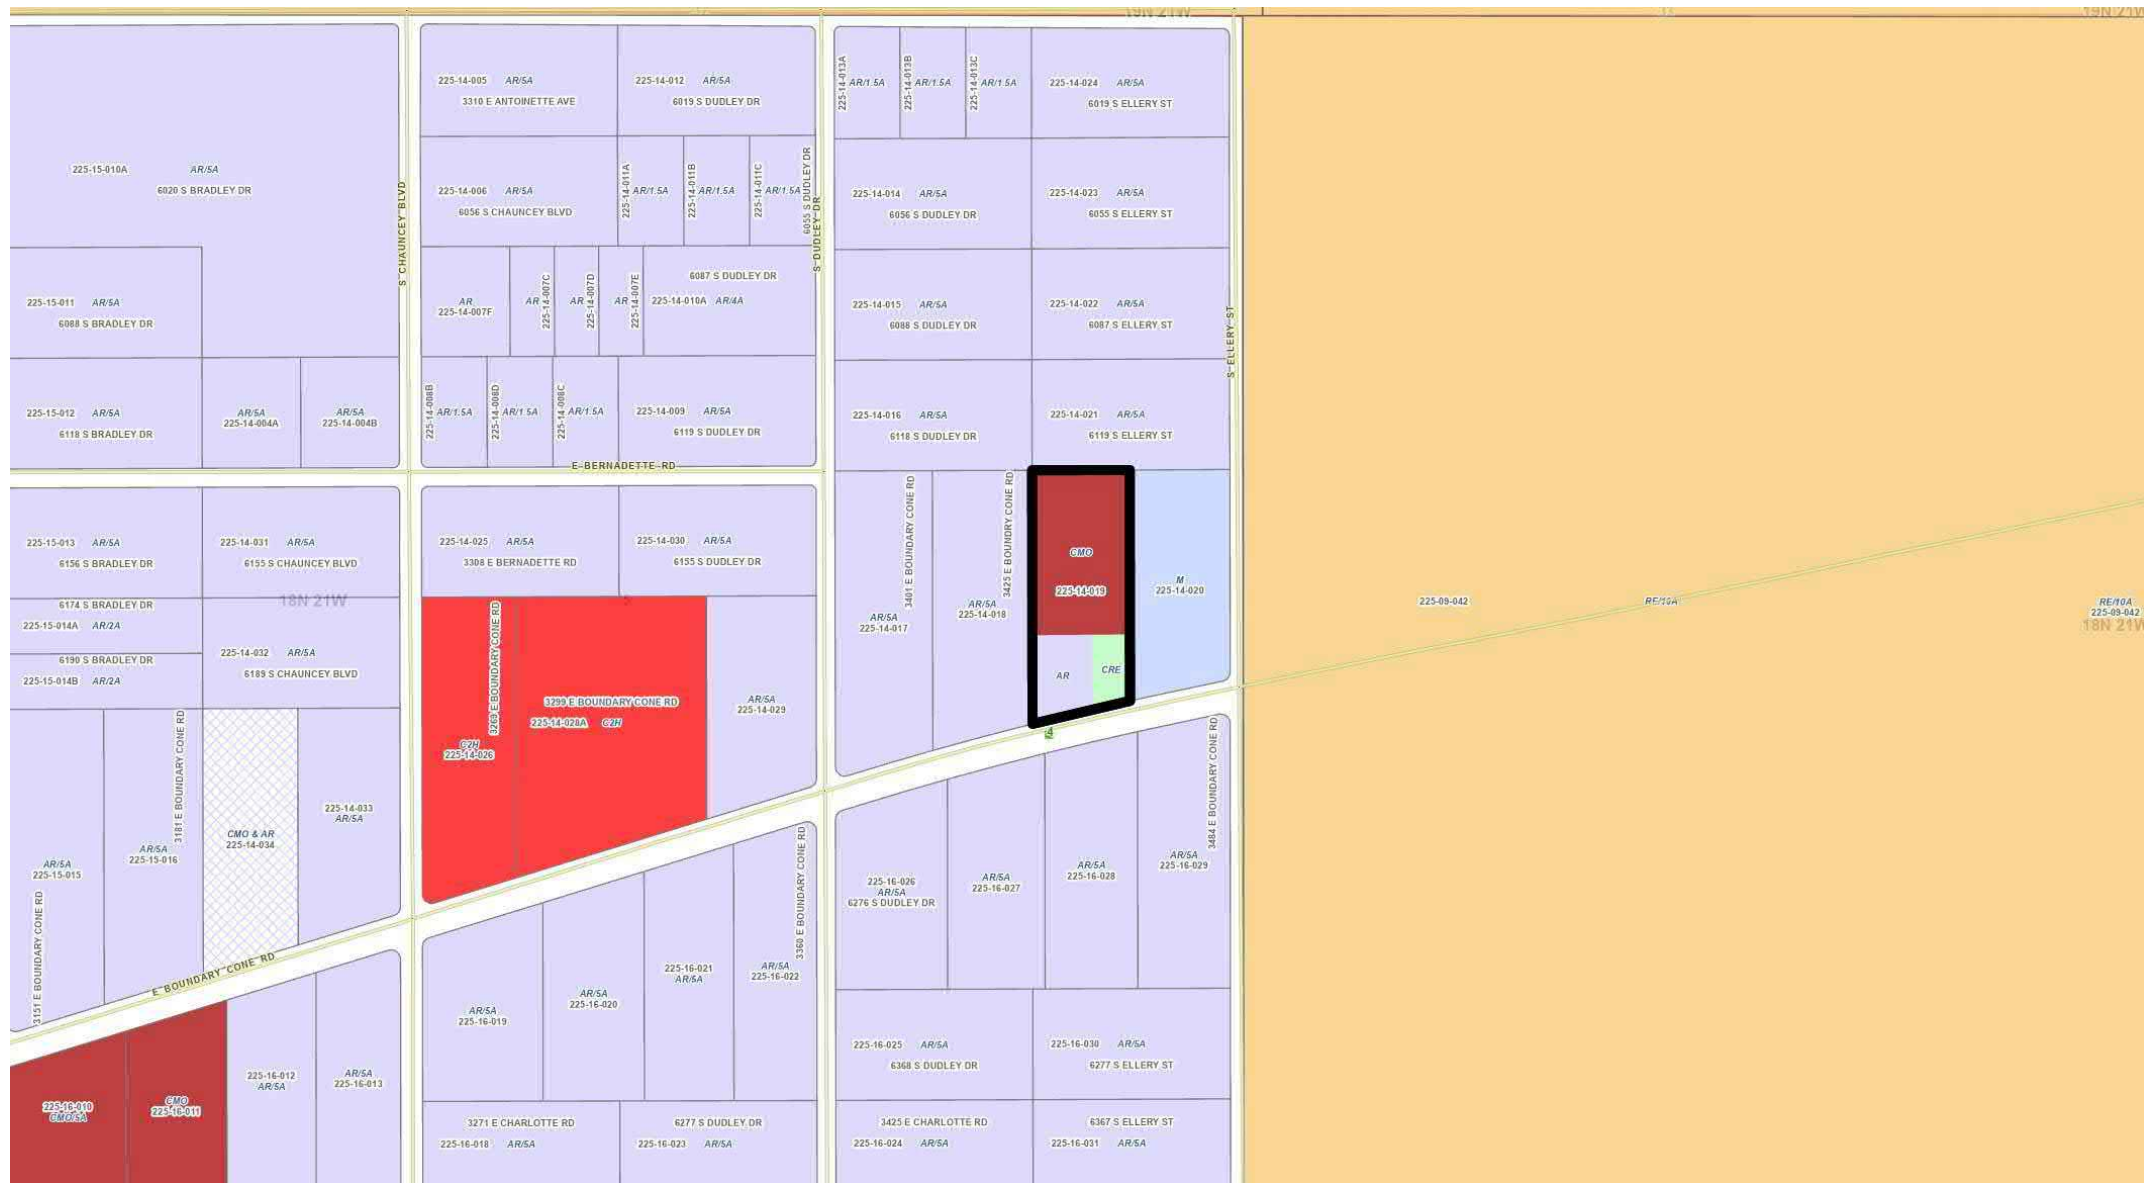 19N 21W
13
19N 21W
225-14-005 AR/5A
3310 E ANTOINETTE AVE
225-14-012 AR/5A
6019 S DUDLEY DR
225-14-013A
AR/1.5A
225-14-013B
AR/1.5A
225-14-013C
AR/1.5A
225-14-024 AR/5A
6019 S ELLERY ST
225-15-010A AR/5A
6020 S BRADLEY DR
S CHAUNCEY BLVD
225-14-006 AR/5A
6056 S CHAUNCEY BLVD
225-14-011A
AR/1.5A
225-14-011B
AR/1.5A
225-14-011C
AR/1.5A
6055 S DUDLEY DR
S DUDLEY DR
225-14-014 AR/5A
6056 S DUDLEY DR
225-14-023 AR/5A
6055 S ELLERY ST
225-15-011 AR/5A
6088 S BRADLEY DR
AR
225-14-007F
AR
225-14-007C
AR
225-14-007D
AR
225-14-007E
6087 S DUDLEY DR
225-14-010A AR/4A
225-14-015 AR/5A
6088 S DUDLEY DR
225-14-022 AR/5A
6087 S ELLERY ST
S ELLERY ST
225-15-012 AR/5A
6118 S BRADLEY DR
AR/5A
225-14-004A
AR/5A
225-14-004B
225-14-008B
AR/1.5A
225-14-008D
AR/1.5A
225-14-008C
AR/1.5A
225-14-009 AR/5A
6119 S DUDLEY DR
225-14-016 AR/5A
6118 S DUDLEY DR
225-14-021 AR/5A
6119 S ELLERY ST
E BERNADETTE RD
225-15-013 AR/5A
6156 S BRADLEY DR
225-14-031 AR/5A
6155 S CHAUNCEY BLVD
225-14-025 AR/5A
3308 E BERNADETTE RD
225-14-030 AR/5A
6155 S DUDLEY DR
3401 E BOUNDARY CONE RD
AR/5A
225-14-017
3425 E BOUNDRY CONE RD
AR/5A
225-14-018
CMO
225-14-019
AR
CRE
M
225-14-020
225-09-042
RE/10A
RE/10A
225-09-042
18N 21W
6174 S BRADLEY DR
225-15-014A AR/2A
6190 S BRADLEY DR
225-15-014B AR/2A
18N 21W
225-14-032 AR/5A
6189 S CHAUNCEY BLVD
3269 E BOUNDARY CONE RD
C2H
225-14-026
3299 E BOUNDARY CONE RD
225-14-028A C2H
AR/5A
225-14-029
3151 E BOUNDARY CONE RD
AR/5A
225-15-015
3181 E BOUNDARY CONE RD
AR/5A
225-15-016
CMO & AR
225-14-034
225-14-033
AR/5A
E BOUNDARY CONE RD
3360 E BOUNDARY CONE RD
AR/5A
225-16-019
AR/5A
225-16-020
225-16-021
AR/5A
AR/5A
225-16-022
225-16-026
AR/5A
6276 S DUDLEY DR
AR/5A
225-16-027
AR/5A
225-16-028
3484 E BOUNDARY CONE RD
AR/5A
225-16-029
225-16-010
CMO/5A
CMO
225-16-011
225-16-012
AR/5A
AR/5A
225-16-013
3271 E CHARLOTTE RD
225-16-018 AR/5A
6277 S DUDLEY DR
225-16-023 AR/5A
225-16-025 AR/5A
6368 S DUDLEY DR
225-16-030 AR/5A
6277 S ELLERY ST
3425 E CHARLOTTE RD
225-16-024 AR/5A
6367 S ELLERY ST
225-16-031 AR/5A